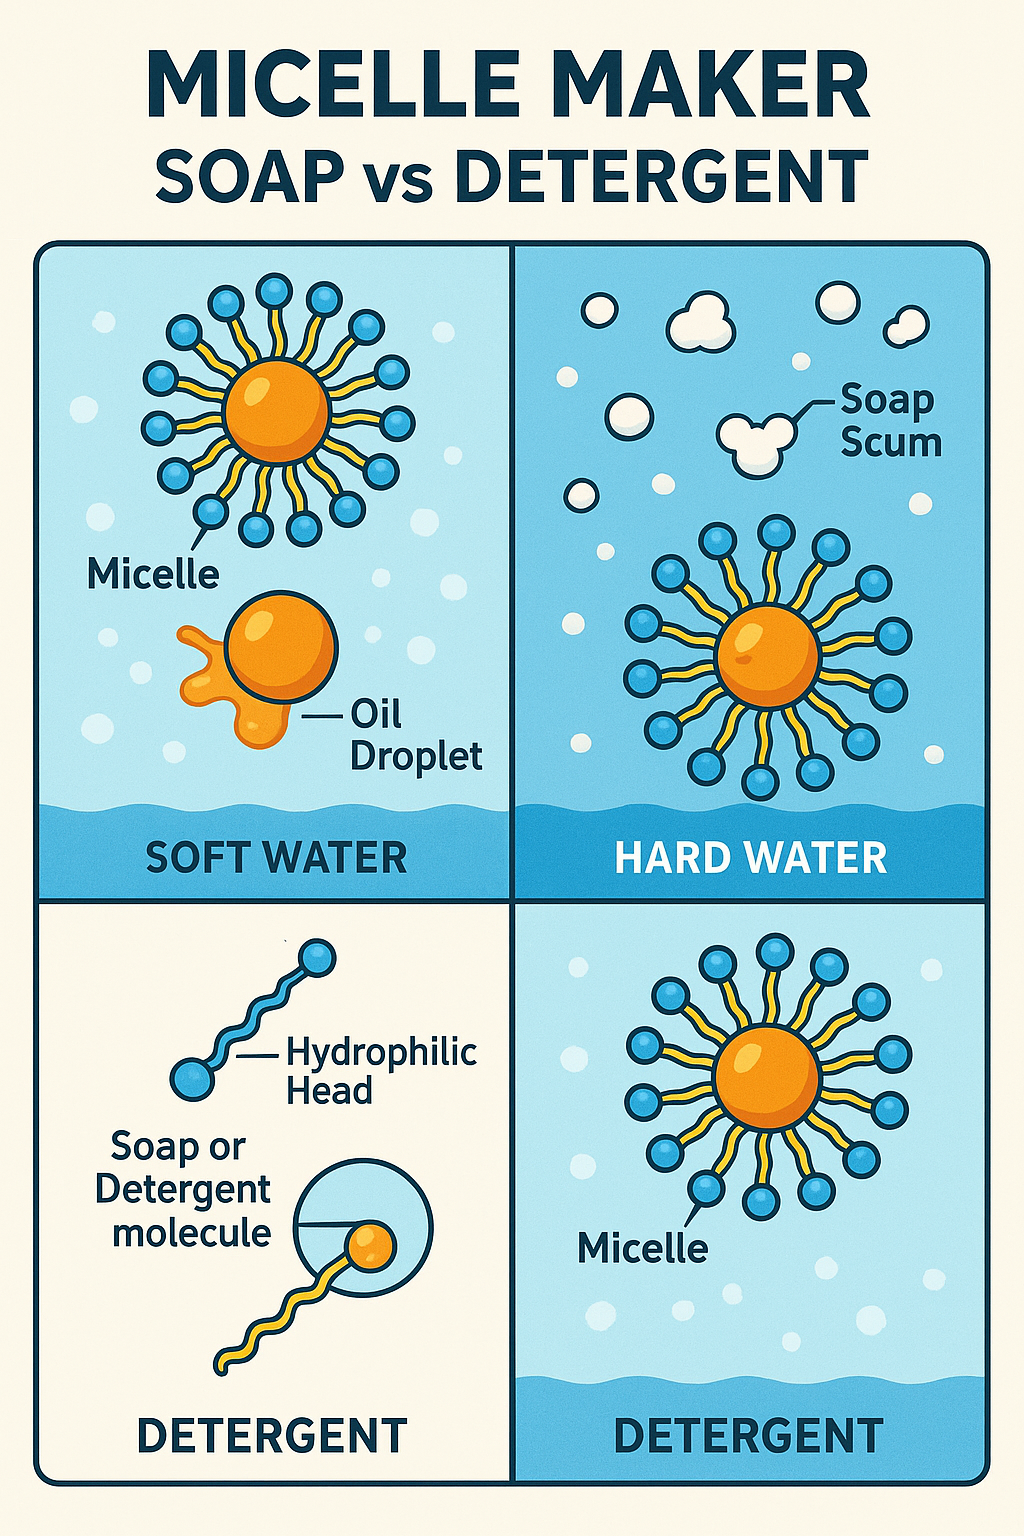 MICELLE MAKER
SOAP vs DETERGENT
Micelle
Oil
Droplet
SOFT WATER
Soap
Scum
HARD WATER
Hydrophilic
Head
Soap or
Detergent
molecule
DETERGENT
Micelle
DETERGENT